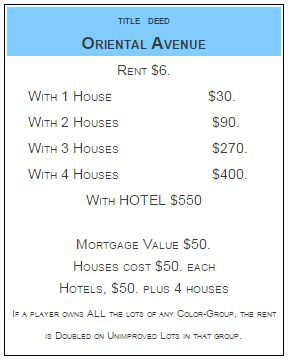 TITLE DEED
ORIENTAL AVENUE
RENT $6.
WITH 1 HOUSE $30.
WITH 2 HOUSES $90.
WITH 3 HOUSES $270.
WITH 4 HOUSES $400.
WITH HOTEL $550
MORTGAGE VALUE $50.
HOUSES COST $50. EACH
HOTELS, $50. PLUS 4 HOUSES
IF A PLAYER OWNS ALL THE LOTS OF ANY COLOR-GROUP, THE RENT
IS DOUBLED ON UNIMPROVED LOTS IN THAT GROUP.